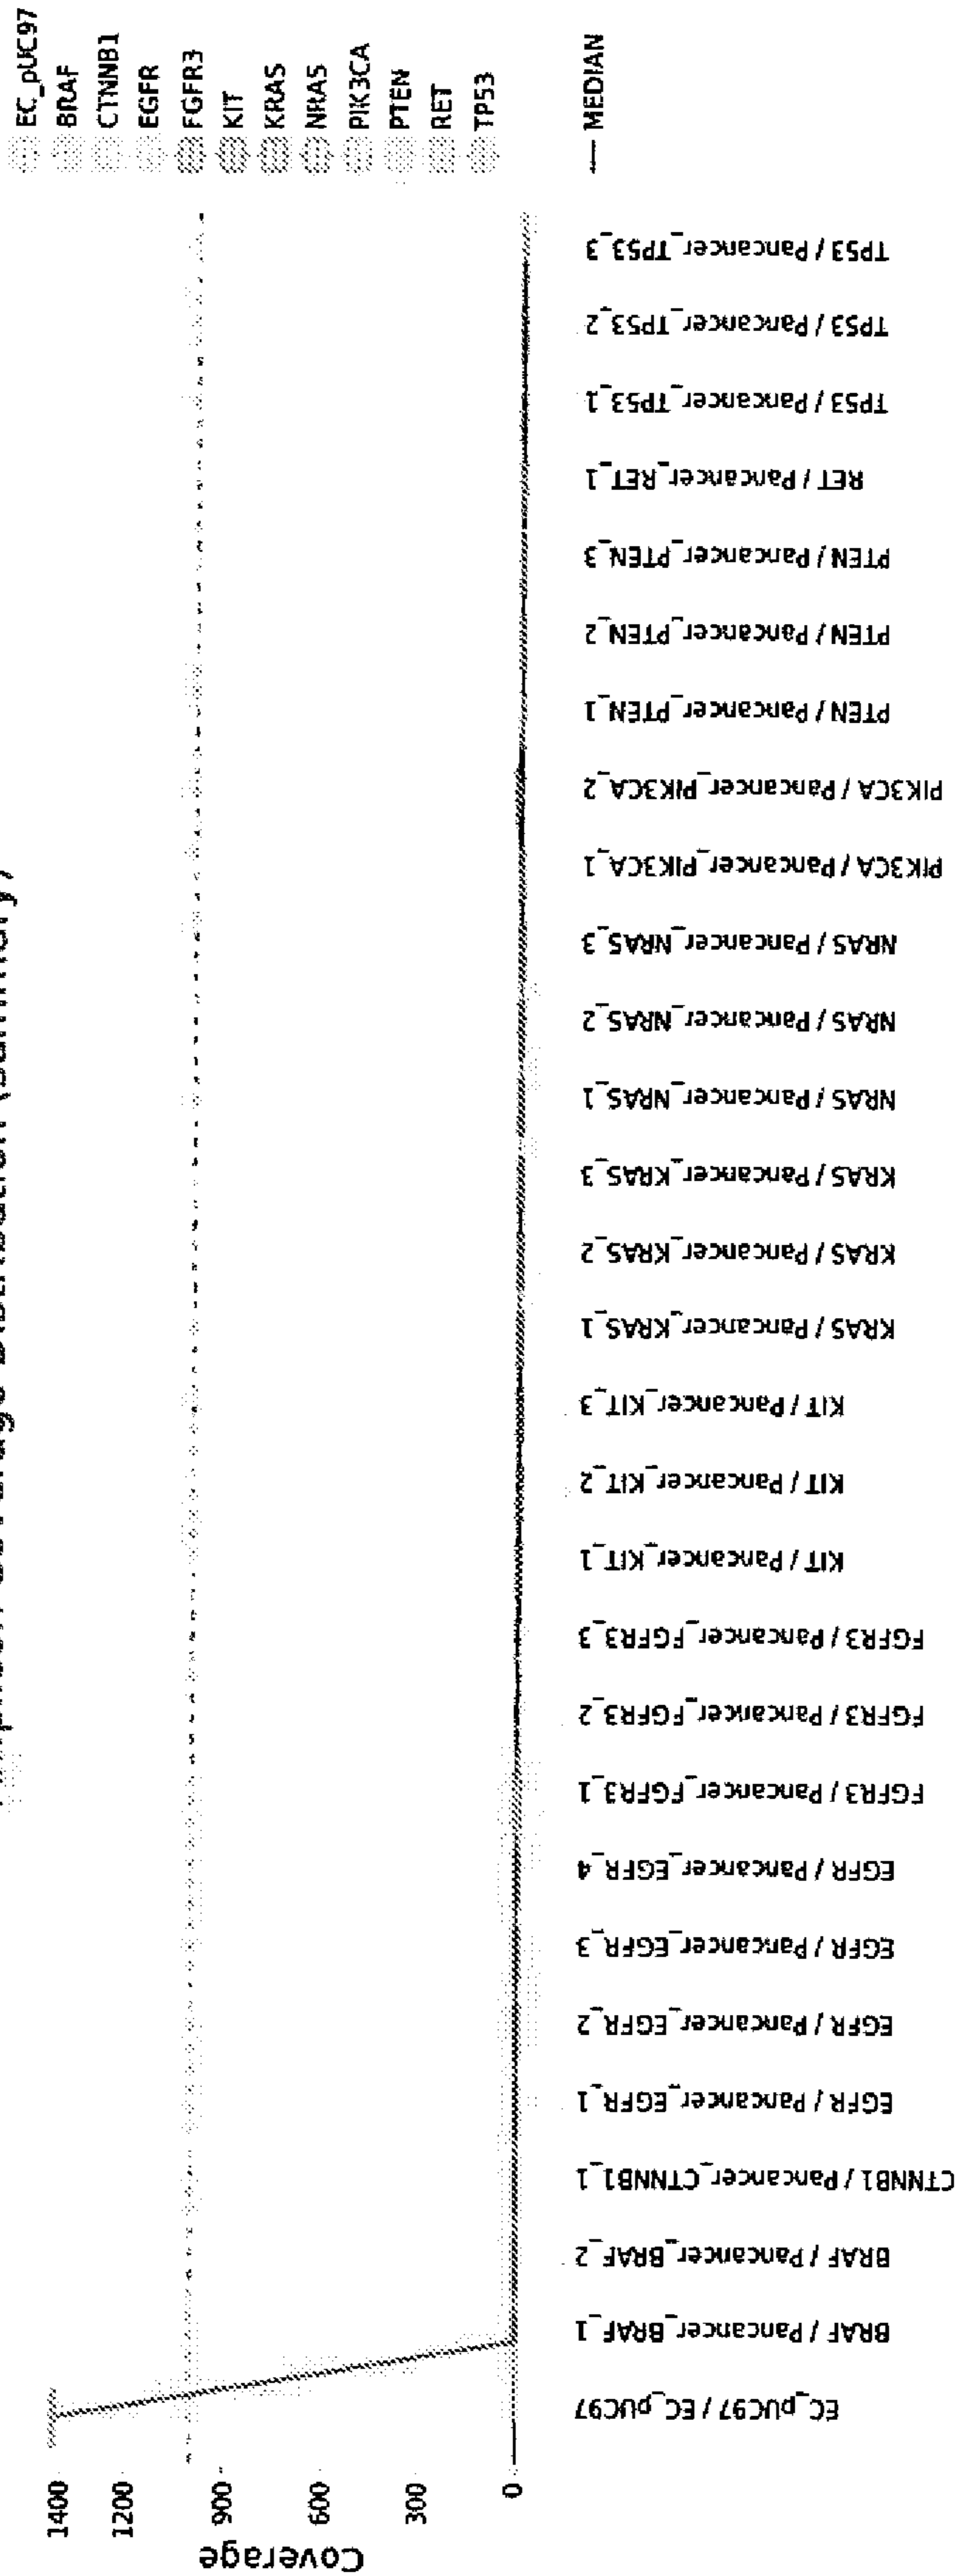 Amplicon Coverage Distribution (Summary)
Coverage
1400
1200
900
600
300
0
EC_pUC97 / EC_pUC97
BRAF / Pancancer_BRAF_1
BRAF / Pancancer_BRAF_2
CTNNB1 / Pancancer_CTNNB1_1
EGFR / Pancancer_EGFR_1
EGFR / Pancancer_EGFR_2
EGFR / Pancancer_EGFR_3
EGFR / Pancancer_EGFR_4
FGFR3 / Pancancer_FGFR3_1
FGFR3 / Pancancer_FGFR3_2
FGFR3 / Pancancer_FGFR3_3
KIT / Pancancer_KIT_1
KIT / Pancancer_KIT_2
KIT / Pancancer_KIT_3
KRAS / Pancancer_KRAS_1
KRAS / Pancancer_KRAS_2
KRAS / Pancancer_KRAS_3
NRAS / Pancancer_NRAS_1
NRAS / Pancancer_NRAS_2
NRAS / Pancancer_NRAS_3
PIK3CA / Pancancer_PIK3CA_1
PIK3CA / Pancancer_PIK3CA_2
PTEN / Pancancer_PTEN_1
PTEN / Pancancer_PTEN_2
PTEN / Pancancer_PTEN_3
RET / Pancancer_RET_1
TP53 / Pancancer_TP53_1
TP53 / Pancancer_TP53_2
TP53 / Pancancer_TP53_3
EC_pUC97
BRAF
CTNNB1
EGFR
FGFR3
KIT
KRAS
NRAS
PIK3CA
PTEN
RET
TP53
MEDIAN